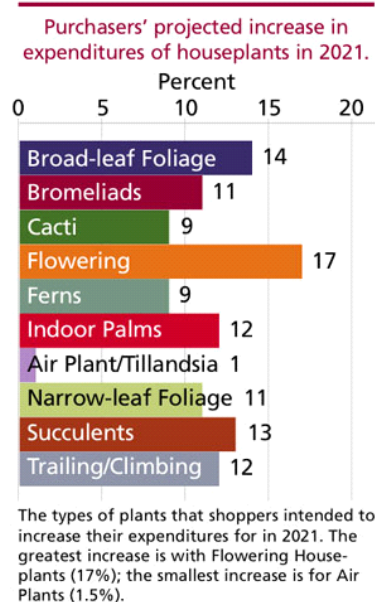 Purchasers’ projected increase in
expenditures of houseplants in 2021.
Percent
0 5 10 15 20
Broad-leaf Foliage 14
Bromeliads 11
Cacti 9
Flowering 17
Ferns 9
Indoor Palms 12
Air Plant/Tillandsia 1
Narrow-leaf Foliage 11
Succulents 13
Trailing/Climbing 12
The types of plants that shoppers intended to
increase their expenditures for in 2021. The
greatest increase is with Flowering House-
plants (17%); the smallest increase is for Air
Plants (1.5%).